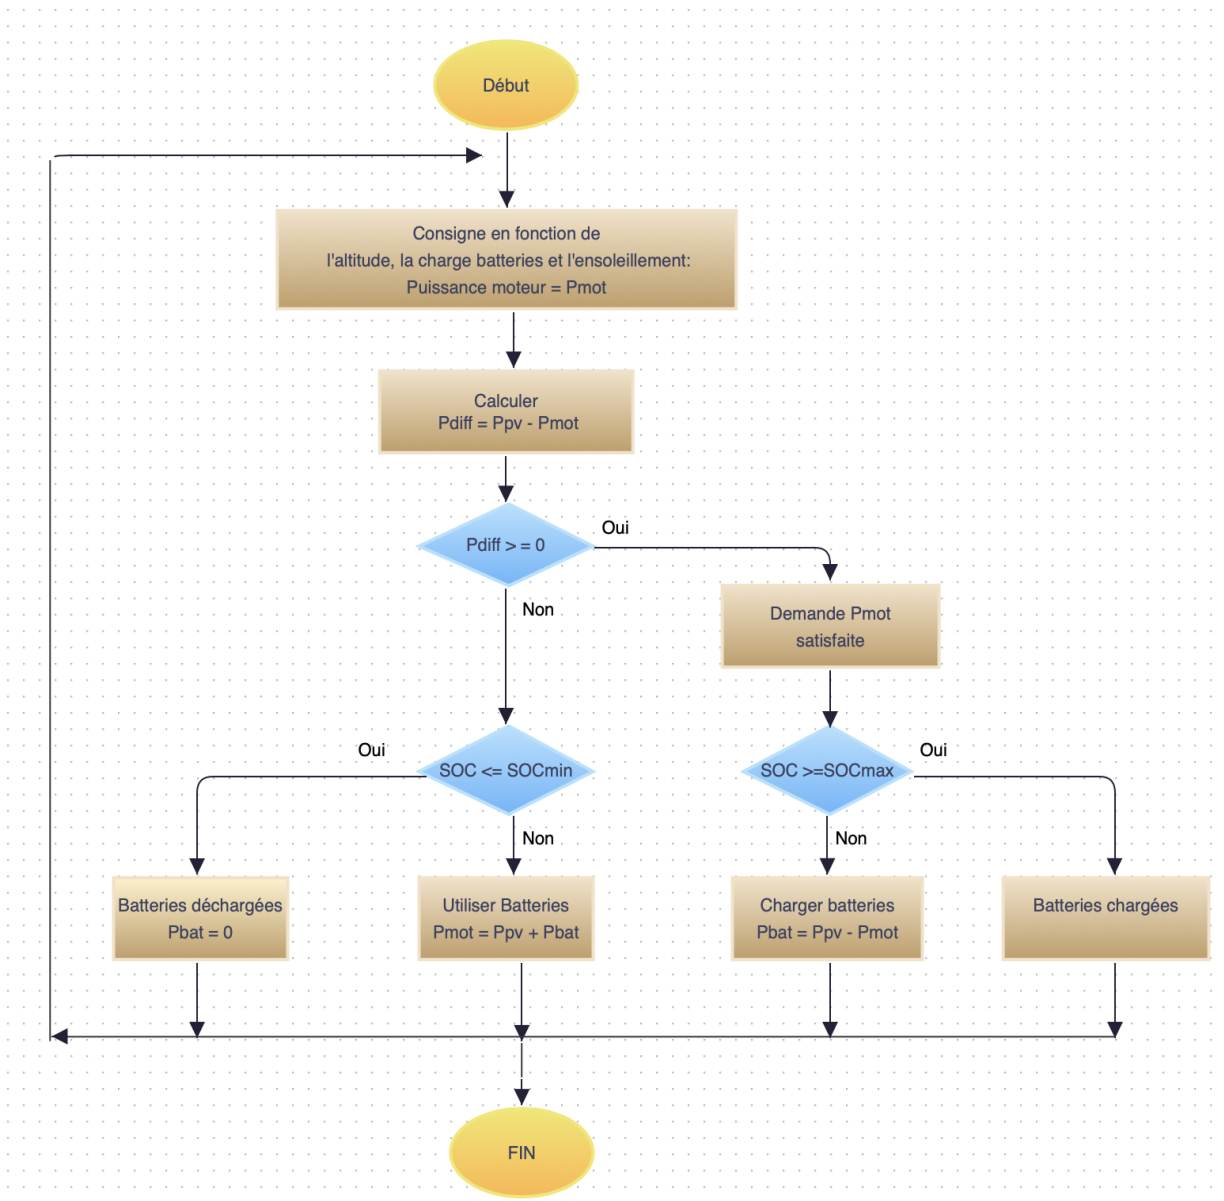 Début
Consigne en fonction de
l'altitude, la charge batteries et l'ensoleillement:
Puissance moteur = Pmot
Calculer
Pdiff = Ppv - Pmot
Pdiff > = 0
Oui
Non
Demande Pmot
satisfaite
Oui
SOC <= SOCmin
Non
SOC >=SOCmax
Oui
Non
Batteries déchargées
Pbat = 0
Utiliser Batteries
Pmot = Ppv + Pbat
Charger batteries
Pbat = Ppv - Pmot
Batteries chargées
FIN